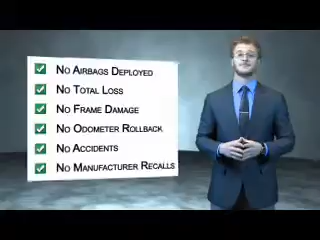 No Airbags Deployed
No Total Loss
No Frame Damage
No Odometer Rollback
No Accidents
No Manufacturer Recalls